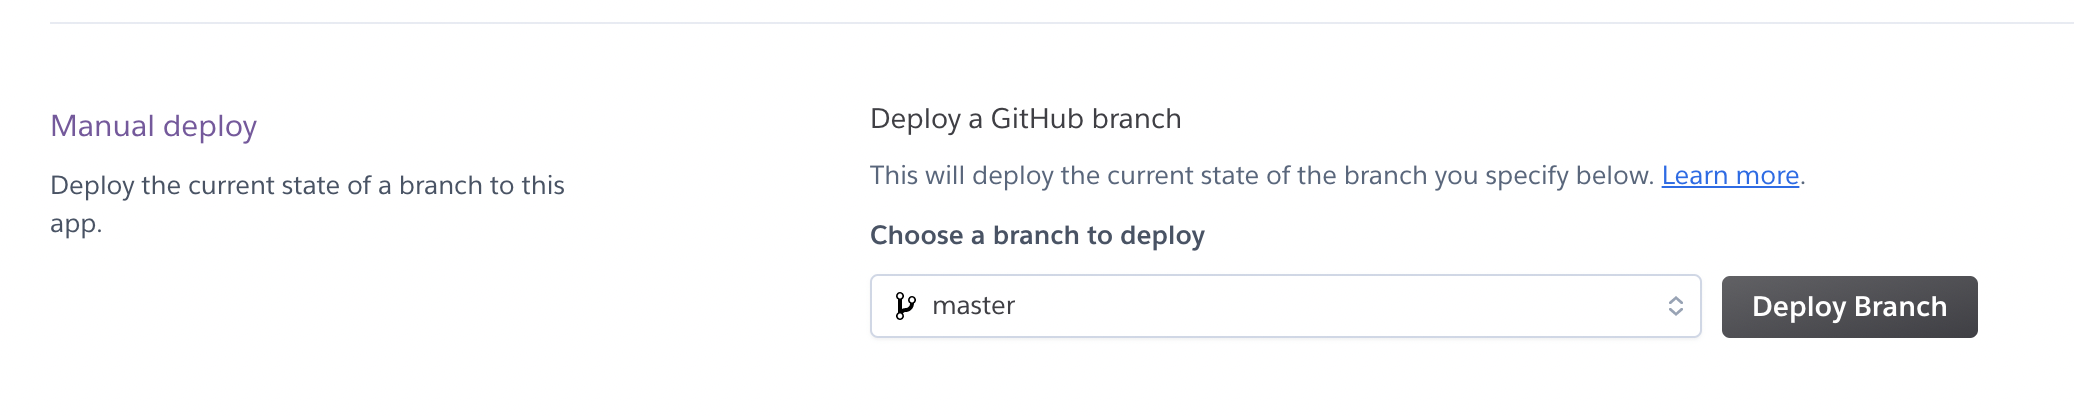 Manual deploy
Deploy the current state of a branch to this
app.
Deploy a GitHub branch
This will deploy the current state of the branch you specify below. Learn more.
Choose a branch to deploy
master
Deploy Branch